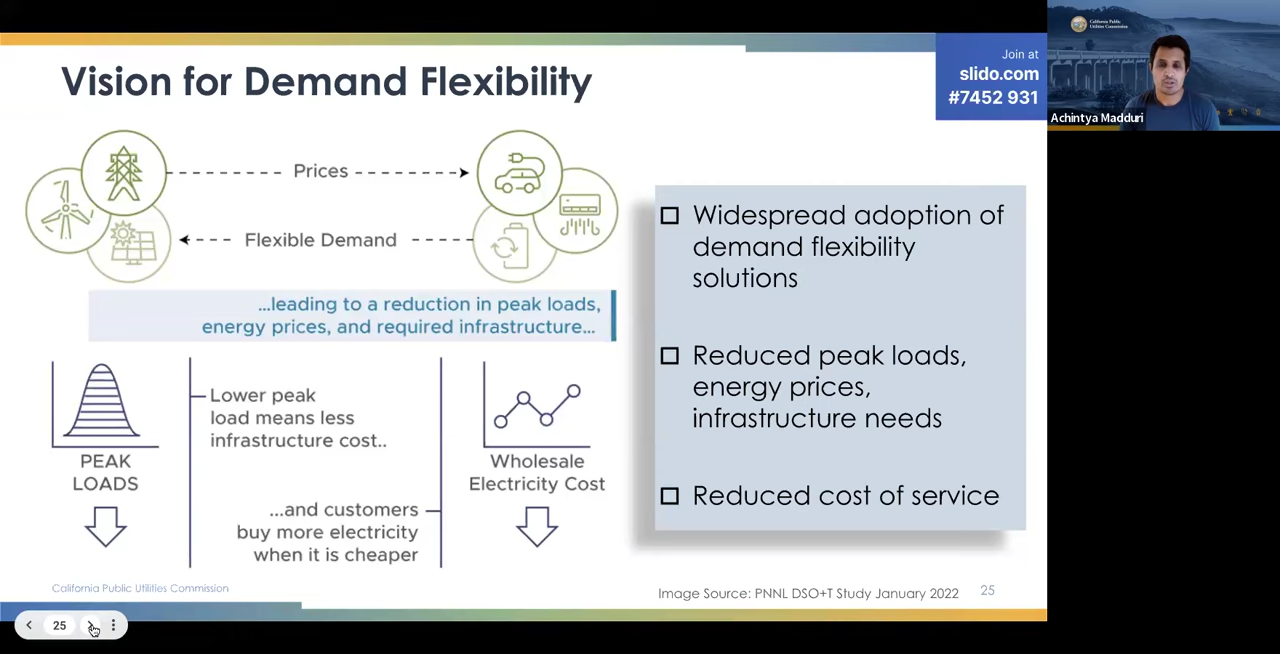 Vision for Demand Flexibility
Join at
slido.com
#7452 931
California Public
Utilities Commission
Achintya Madduri
Prices
Flexible Demand
...leading to a reduction in peak loads,
energy prices, and required infrastructure...
PEAK
LOADS
Lower peak
load means less
infrastructure cost..
...and customers
buy more electricity
when it is cheaper
Wholesale
Electricity Cost
Widespread adoption of
demand flexibility
solutions
Reduced peak loads,
energy prices,
infrastructure needs
Reduced cost of service
California Public Utilities Commission
Image Source: PNNL DSO+T Study January 2022
25
25